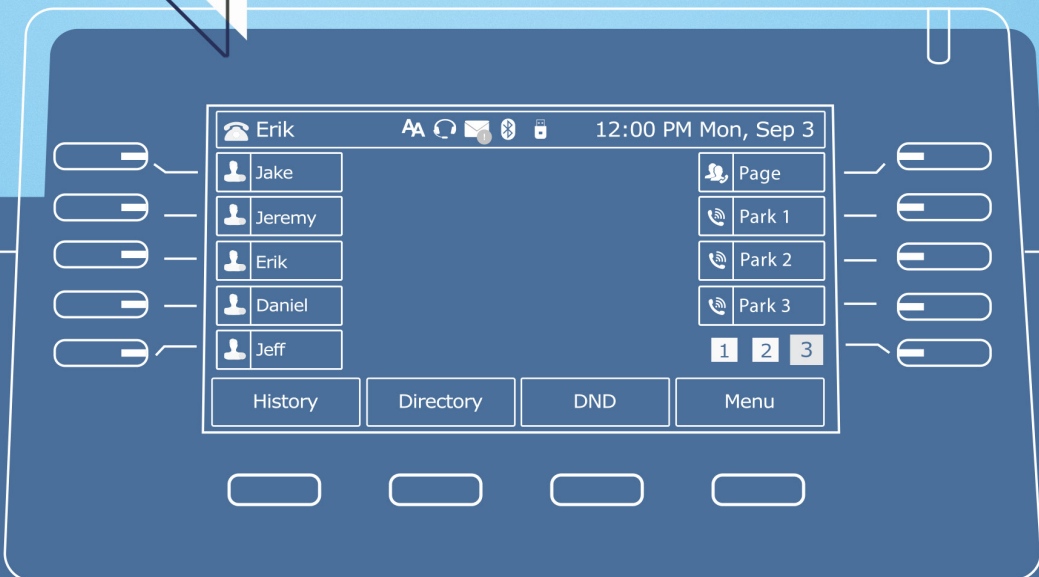 Erik AA 12:00 PM Mon, Sep 3
Jake
Jeremy
Erik
Daniel
Jeff
Page
Park 1
Park 2
Park 3
1 2 3
History Directory DND Menu